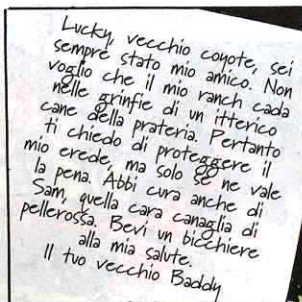 Lucky, vecchio coyote, sei
sempre stato mio amico. Non
voglio che il mio ranch cada
nelle grinfie di un itterico
cane della prateria. Pertanto
ti chiedo di proteggere il
mio erede, ma solo se ne vale
la pena. Abbi cura anche di
Sam, quella cara canaglia di
pellerossa. Bevi un bicchiere
alla mia salute.
Il tuo vecchio Baddy